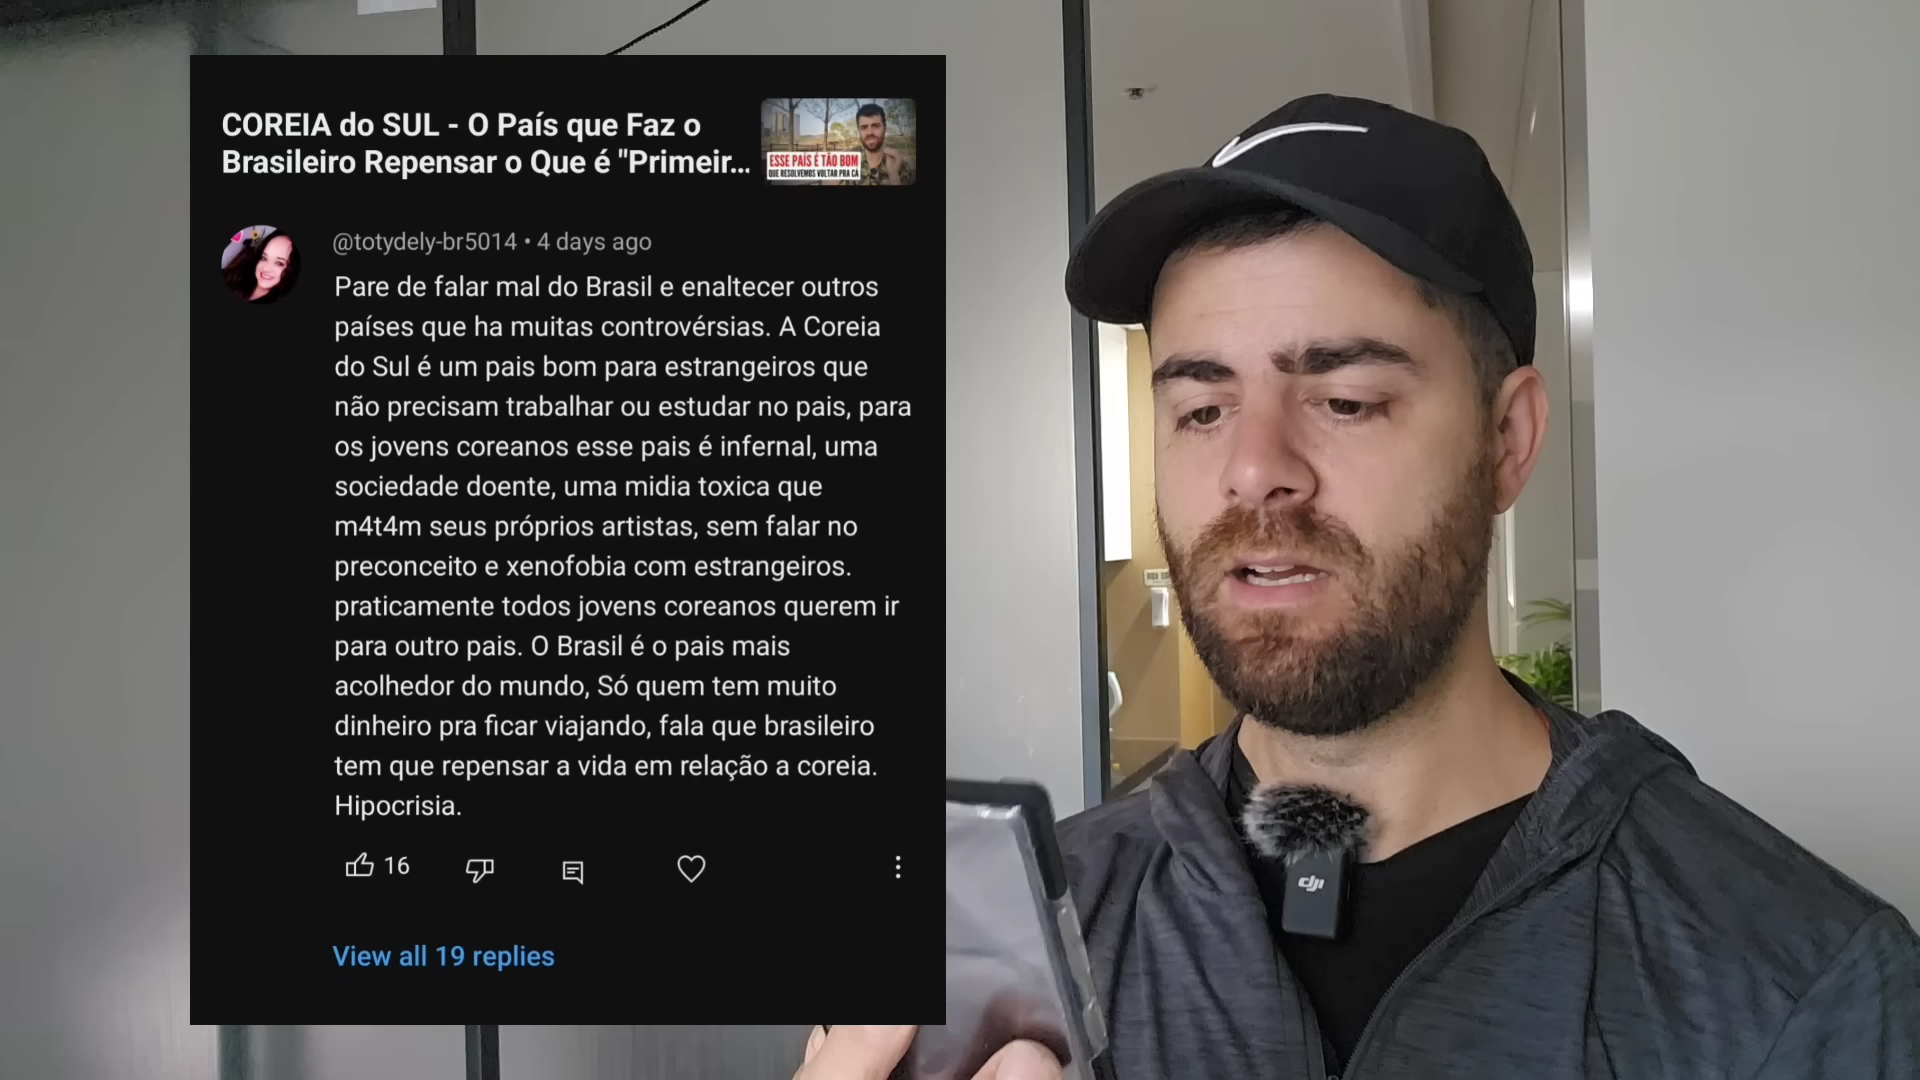 COREIA do SUL - O País que Faz o
Brasileiro Repensar o Que é "Primeir...
ESSE PAÍS É TÃO BOM
QUE RESOLVEMOS VOLTAR PRA CÁ
@totydely-br5014 • 4 days ago
Pare de falar mal do Brasil e enaltecer outros
países que ha muitas controvérsias. A Coreia
do Sul é um pais bom para estrangeiros que
não precisam trabalhar ou estudar no pais, para
os jovens coreanos esse pais é infernal, uma
sociedade doente, uma midia toxica que
m4t4m seus próprios artistas, sem falar no
preconceito e xenofobia com estrangeiros.
praticamente todos jovens coreanos querem ir
para outro pais. O Brasil é o pais mais
acolhedor do mundo, Só quem tem muito
dinheiro pra ficar viajando, fala que brasileiro
tem que repensar a vida em relação a coreia.
Hipocrisia.
16
View all 19 replies
dji